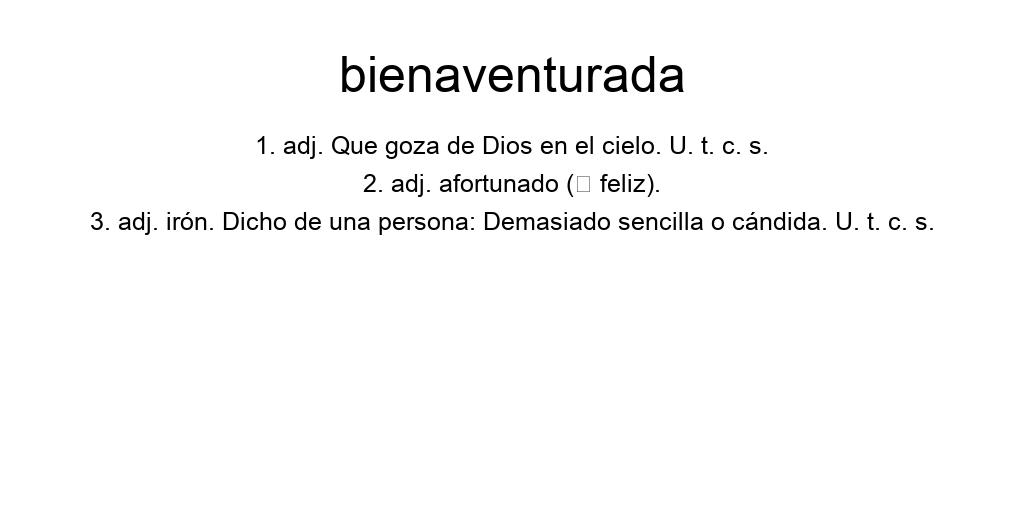 bienaventurada
1. adj. Que goza de Dios en el cielo. U. t. c. s.
2. adj. afortunado (□ feliz).
3. adj. irón. Dicho de una persona: Demasiado sencilla o cándida. U. t. c. s.